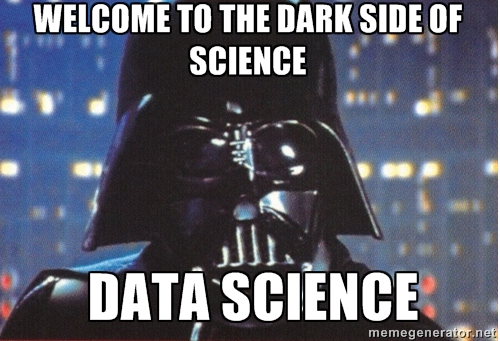 WELCOME TO THE DARK SIDE OF
SCIENCE
DATA SCIENCE
memegenerator.net